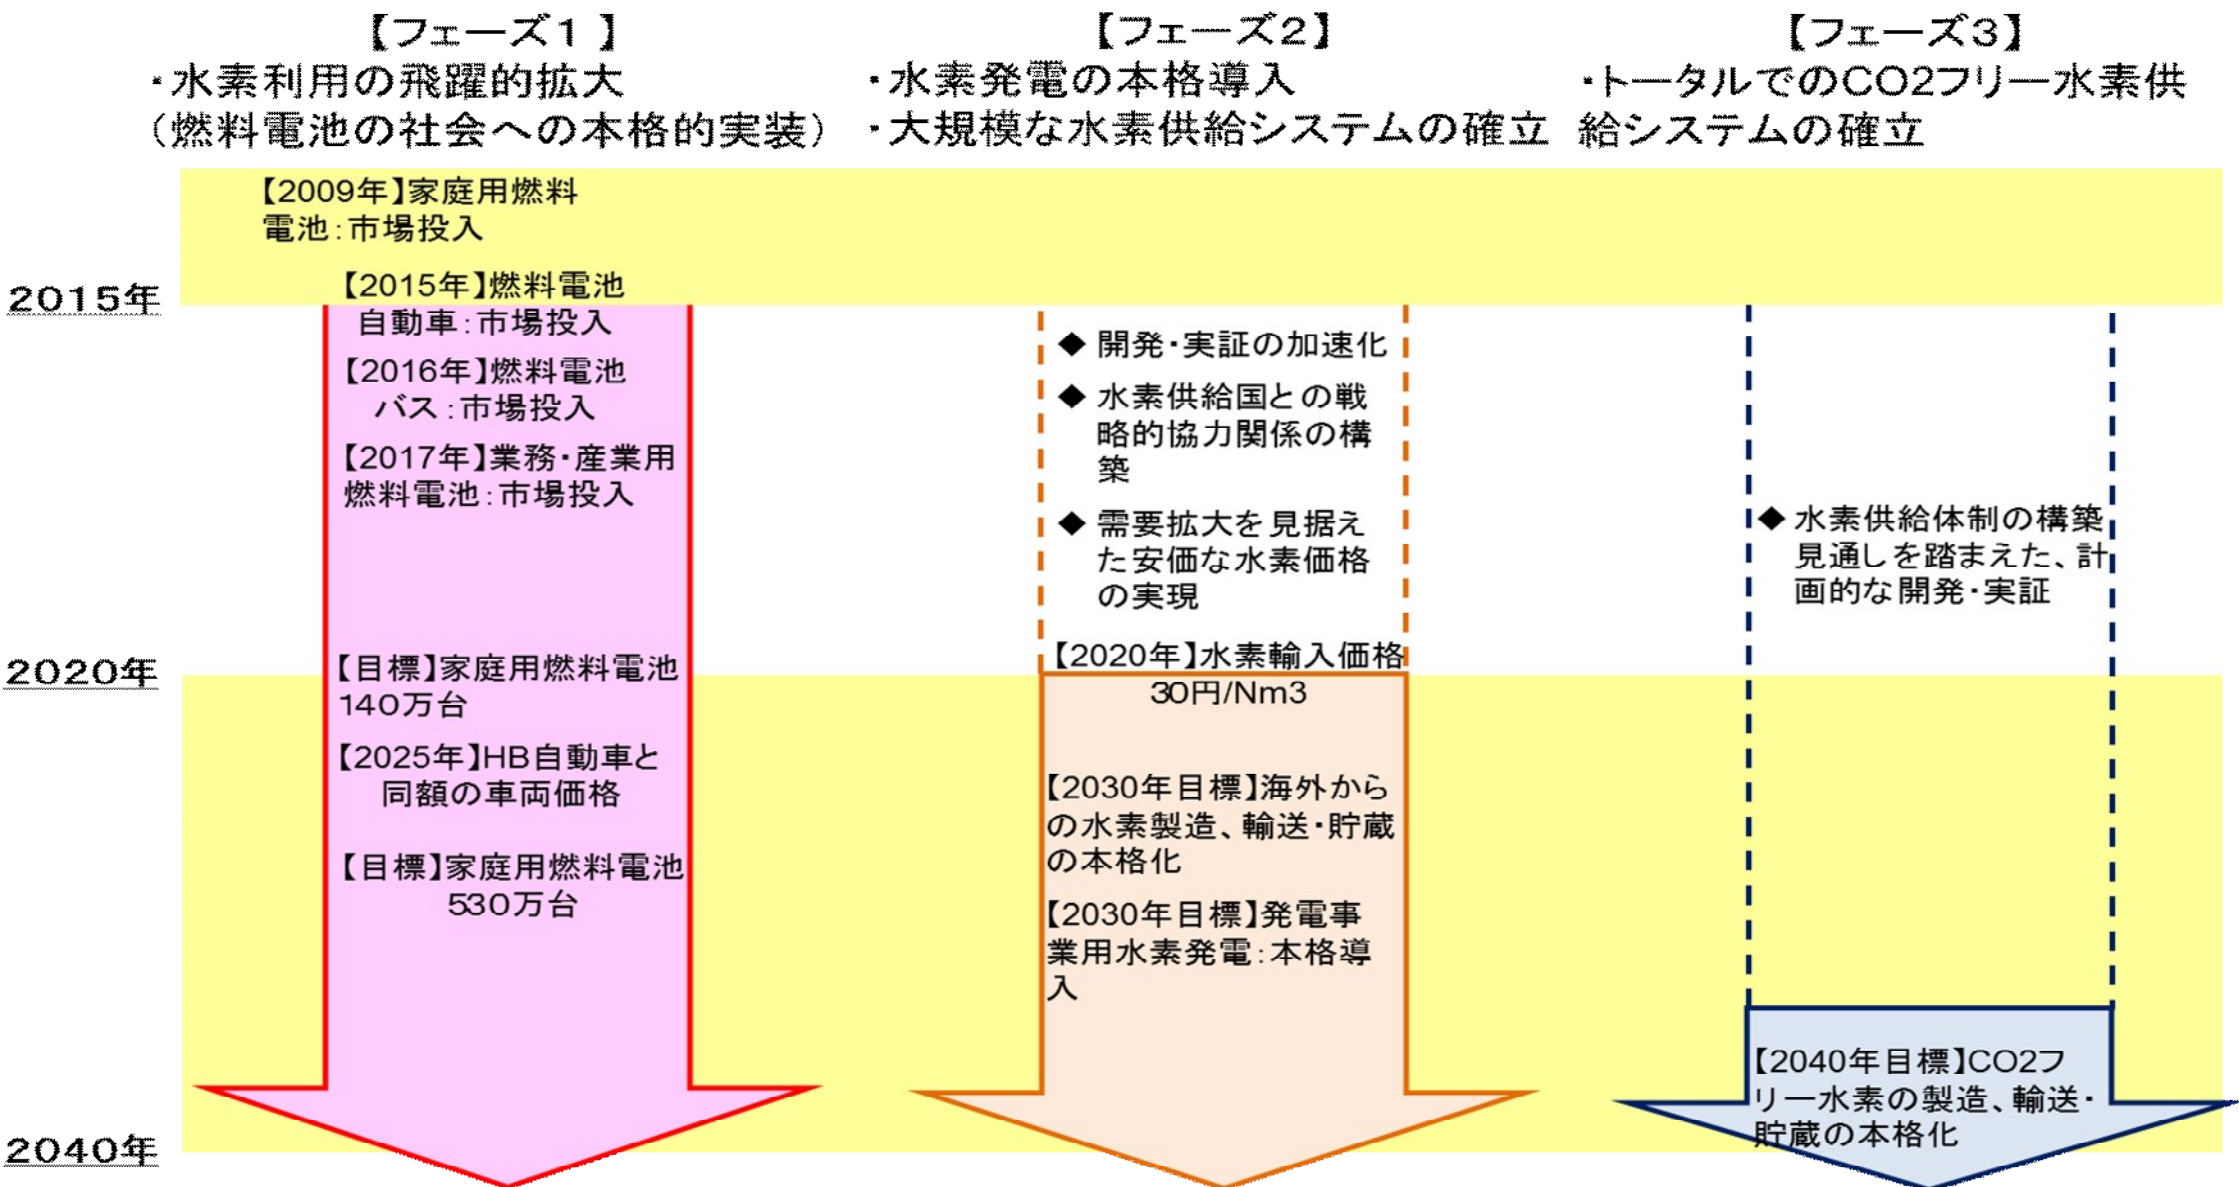 【フェーズ1 】
・水素利用の飛躍的拡大
（燃料電池の社会への本格的実装）
【フェーズ2】
・水素発電の本格導入
・大規模な水素供給システムの確立
【フェーズ3】
・トータルでのCO2フリー水素供
給システムの確立
【2009年】家庭用燃料
電池：市場投入
2015年
【2015年】燃料電池
自動車：市場投入
【2016年】燃料電池
バス：市場投入
【2017年】業務・産業用
燃料電池：市場投入
◆ 開発・実証の加速化
◆ 水素供給国との戦
略的協力関係の構
築
◆ 需要拡大を見据え
た安価な水素価格
の実現
◆ 水素供給体制の構築
見通しを踏まえた、計
画的な開発・実証
2020年
【目標】家庭用燃料電池
140万台
【2025年】HB自動車と
同額の車両価格
【目標】家庭用燃料電池
530万台
【2020年】水素輸入価格
30円/Nm3
【2030年目標】海外から
の水素製造、輸送・貯蔵
の本格化
【2030年目標】発電事
業用水素発電：本格導
入
【2040年目標】CO2フ
リー水素の製造、輸送・
貯蔵の本格化
2040年